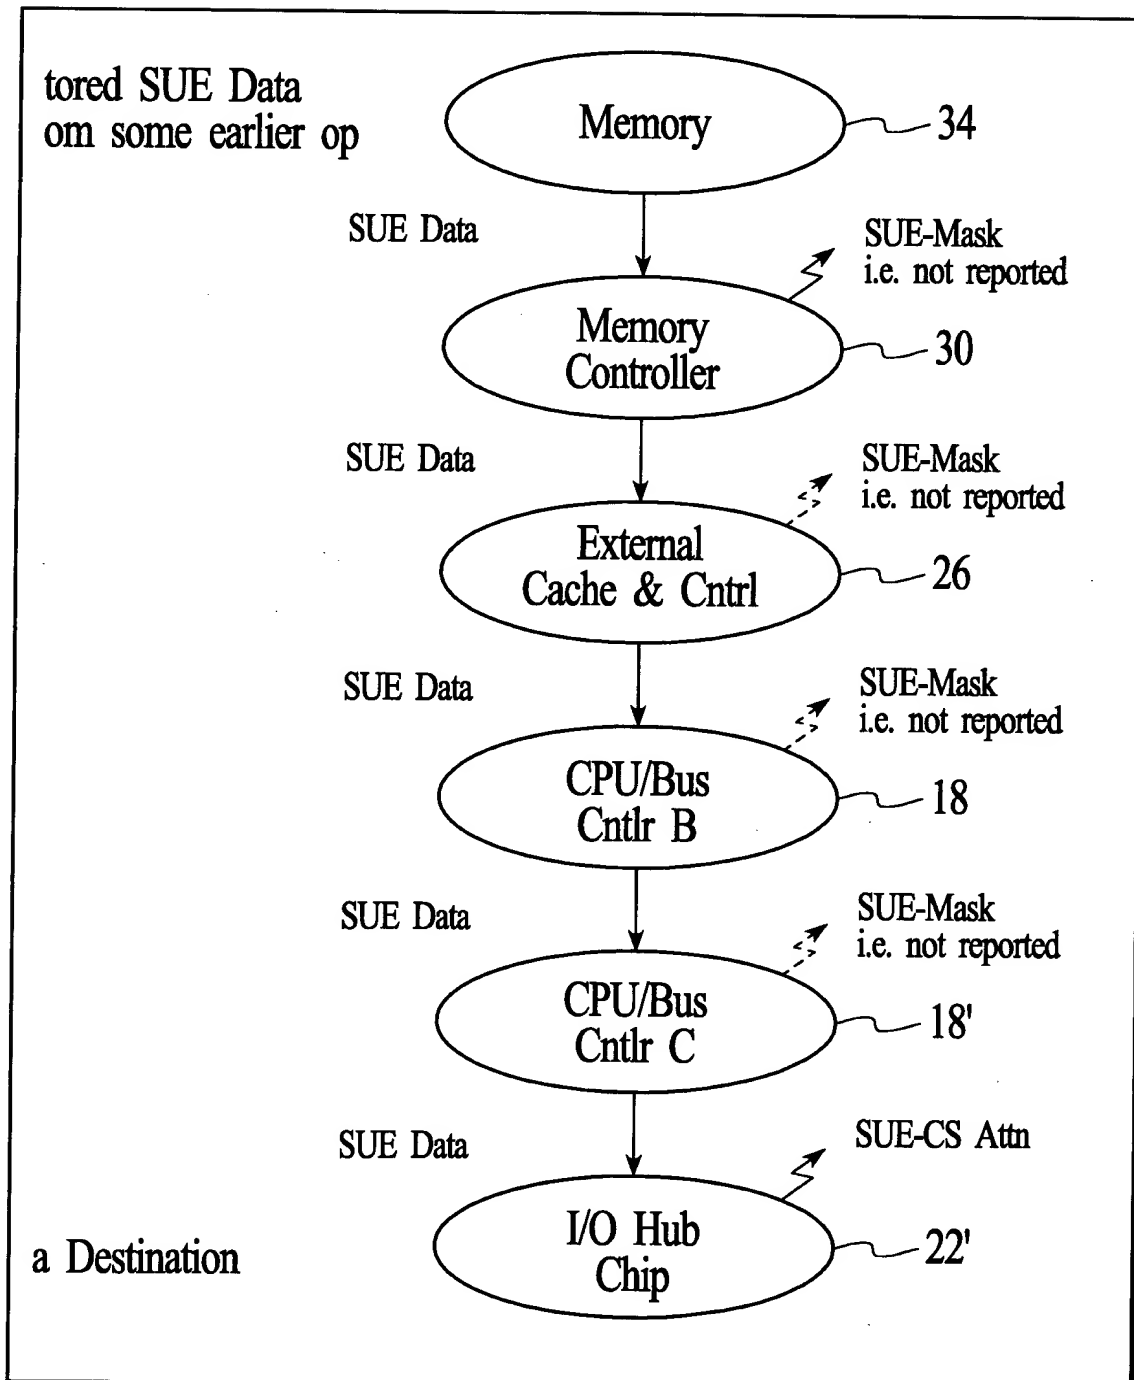 tored SUE Data
om some earlier op
Memory
34
SUE Data
SUE-Mask
i.e. not reported
Memory
Controller
30
SUE Data
SUE-Mask
i.e. not reported
External
Cache & Cntrl
26
SUE Data
SUE-Mask
i.e. not reported
CPU/Bus
Cntlr B
18
SUE Data
SUE-Mask
i.e. not reported
CPU/Bus
Cntlr C
18'
SUE Data
SUE-CS Attn
I/O Hub
Chip
22'
a Destination